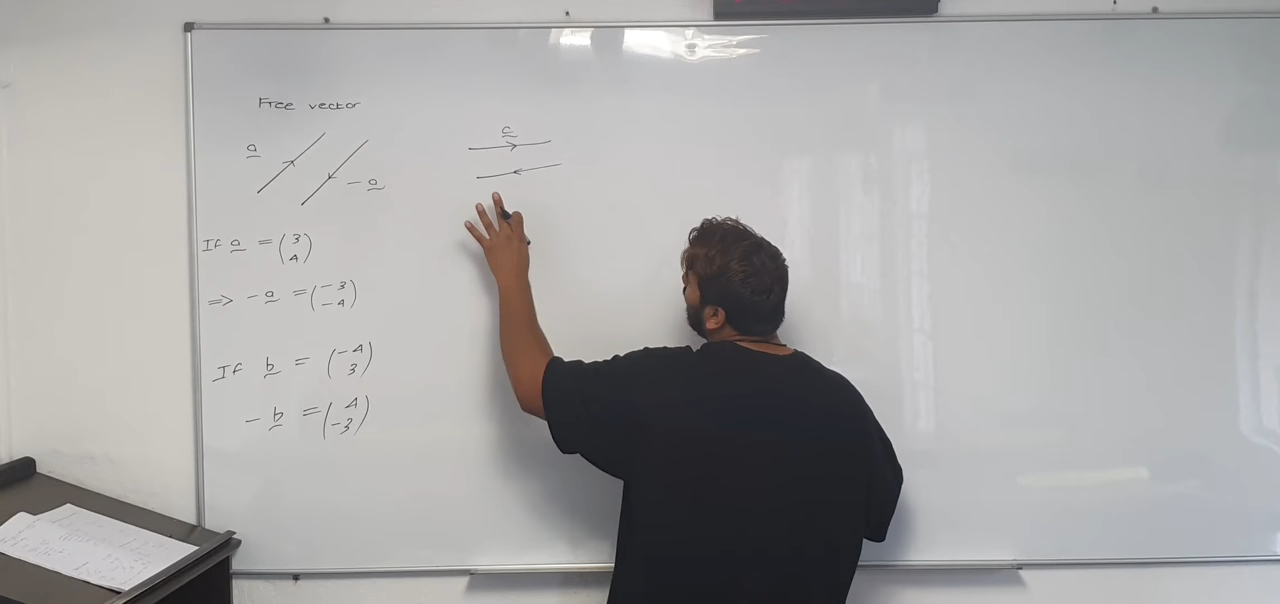 Free vector
a
- a
If a = (3
4)
=> - a = (-3
-4)
If b = (-4
3)
- b = (4
-3)
c